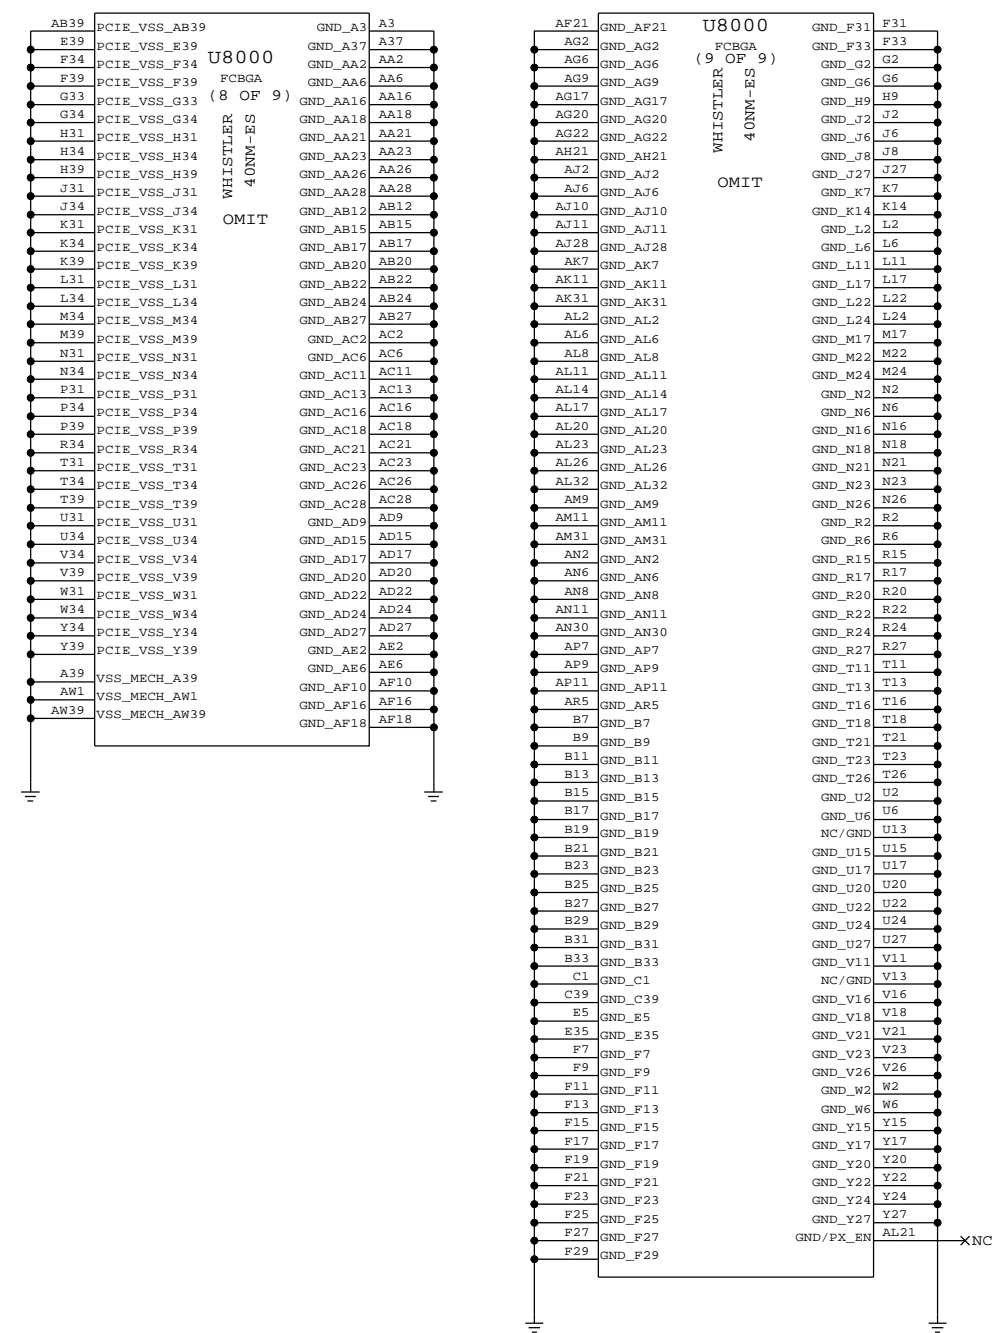 AB39 PCIE_VSS_AB39 GND_A3 A3
E39 PCIE_VSS_E39 GND_A37 A37
U8000
F34 PCIE_VSS_F34 GND_AA2 AA2
FCBGA
F39 PCIE_VSS_F39 GND_AA6 AA6
(8 OF 9)
G33 PCIE_VSS_G33 GND_AA16 AA16
G34 PCIE_VSS_G34 GND_AA18 AA18
H31 PCIE_VSS_H31 GND_AA21 AA21
H34 PCIE_VSS_H34 GND_AA23 AA23
WHISTLER
40NM-ES
H39 PCIE_VSS_H39 GND_AA26 AA26
J31 PCIE_VSS_J31 GND_AA28 AA28
J34 PCIE_VSS_J34 GND_AB12 AB12
OMIT
K31 PCIE_VSS_K31 GND_AB15 AB15
K34 PCIE_VSS_K34 GND_AB17 AB17
K39 PCIE_VSS_K39 GND_AB20 AB20
L31 PCIE_VSS_L31 GND_AB22 AB22
L34 PCIE_VSS_L34 GND_AB24 AB24
M34 PCIE_VSS_M34 GND_AB27 AB27
M39 PCIE_VSS_M39 GND_AC2 AC2
N31 PCIE_VSS_N31 GND_AC6 AC6
N34 PCIE_VSS_N34 GND_AC11 AC11
P31 PCIE_VSS_P31 GND_AC13 AC13
P34 PCIE_VSS_P34 GND_AC16 AC16
P39 PCIE_VSS_P39 GND_AC18 AC18
R34 PCIE_VSS_R34 GND_AC21 AC21
T31 PCIE_VSS_T31 GND_AC23 AC23
T34 PCIE_VSS_T34 GND_AC26 AC26
T39 PCIE_VSS_T39 GND_AC28 AC28
U31 PCIE_VSS_U31 GND_AD9 AD9
U34 PCIE_VSS_U34 GND_AD15 AD15
V34 PCIE_VSS_V34 GND_AD17 AD17
V39 PCIE_VSS_V39 GND_AD20 AD20
W31 PCIE_VSS_W31 GND_AD22 AD22
W34 PCIE_VSS_W34 GND_AD24 AD24
Y34 PCIE_VSS_Y34 GND_AD27 AD27
Y39 PCIE_VSS_Y39 GND_AE2 AE2
GND_AE6 AE6
A39 VSS_MECH_A39 GND_AF10 AF10
AW1 VSS_MECH_AW1 GND_AF16 AF16
AW39 VSS_MECH_AW39 GND_AF18 AF18
AF21 GND_AF21 U8000 GND_F31 F31
AG2 GND_AG2 FCBGA GND_F33 F33
(9 OF 9)
AG6 GND_AG6 GND_G2 G2
AG9 GND_AG9 GND_G6 G6
AG17 GND_AG17 GND_H9 H9
WHISTLER
40NM-ES
AG20 GND_AG20 GND_J2 J2
AG22 GND_AG22 GND_J6 J6
AH21 GND_AH21 GND_J8 J8
AJ2 GND_AJ2 GND_J27 J27
OMIT
AJ6 GND_AJ6 GND_K7 K7
AJ10 GND_AJ10 GND_K14 K14
AJ11 GND_AJ11 GND_L2 L2
AJ28 GND_AJ28 GND_L6 L6
AK7 GND_AK7 GND_L11 L11
AK11 GND_AK11 GND_L17 L17
AK31 GND_AK31 GND_L22 L22
AL2 GND_AL2 GND_L24 L24
AL6 GND_AL6 GND_M17 M17
AL8 GND_AL8 GND_M22 M22
AL11 GND_AL11 GND_M24 M24
AL14 GND_AL14 GND_N2 N2
AL17 GND_AL17 GND_N6 N6
AL20 GND_AL20 GND_N16 N16
AL23 GND_AL23 GND_N18 N18
AL26 GND_AL26 GND_N21 N21
AL32 GND_AL32 GND_N23 N23
AM9 GND_AM9 GND_N26 N26
AM11 GND_AM11 GND_R2 R2
AM31 GND_AM31 GND_R6 R6
AN2 GND_AN2 GND_R15 R15
AN6 GND_AN6 GND_R17 R17
AN8 GND_AN8 GND_R20 R20
AN11 GND_AN11 GND_R22 R22
AN30 GND_AN30 GND_R24 R24
AP7 GND_AP7 GND_R27 R27
AP9 GND_AP9 GND_T11 T11
AP11 GND_AP11 GND_T13 T13
AR5 GND_AR5 GND_T16 T16
B7 GND_B7 GND_T18 T18
B9 GND_B9 GND_T21 T21
B11 GND_B11 GND_T23 T23
B13 GND_B13 GND_T26 T26
B15 GND_B15 GND_U2 U2
B17 GND_B17 GND_U6 U6
B19 GND_B19 NC/GND U13
B21 GND_B21 GND_U15 U15
B23 GND_B23 GND_U17 U17
B25 GND_B25 GND_U20 U20
B27 GND_B27 GND_U22 U22
B29 GND_B29 GND_U24 U24
B31 GND_B31 GND_U27 U27
B33 GND_B33 GND_V11 V11
C1 GND_C1 NC/GND V13
C39 GND_C39 GND_V16 V16
E5 GND_E5 GND_V18 V18
E35 GND_E35 GND_V21 V21
F7 GND_F7 GND_V23 V23
F9 GND_F9 GND_V26 V26
F11 GND_F11 GND_W2 W2
F13 GND_F13 GND_W6 W6
F15 GND_F15 GND_Y15 Y15
F17 GND_F17 GND_Y17 Y17
F19 GND_F19 GND_Y20 Y20
F21 GND_F21 GND_Y22 Y22
F23 GND_F23 GND_Y24 Y24
F25 GND_F25 GND_Y27 Y27
F27 GND_F27 GND/PX_EN AL21 NC
F29 GND_F29